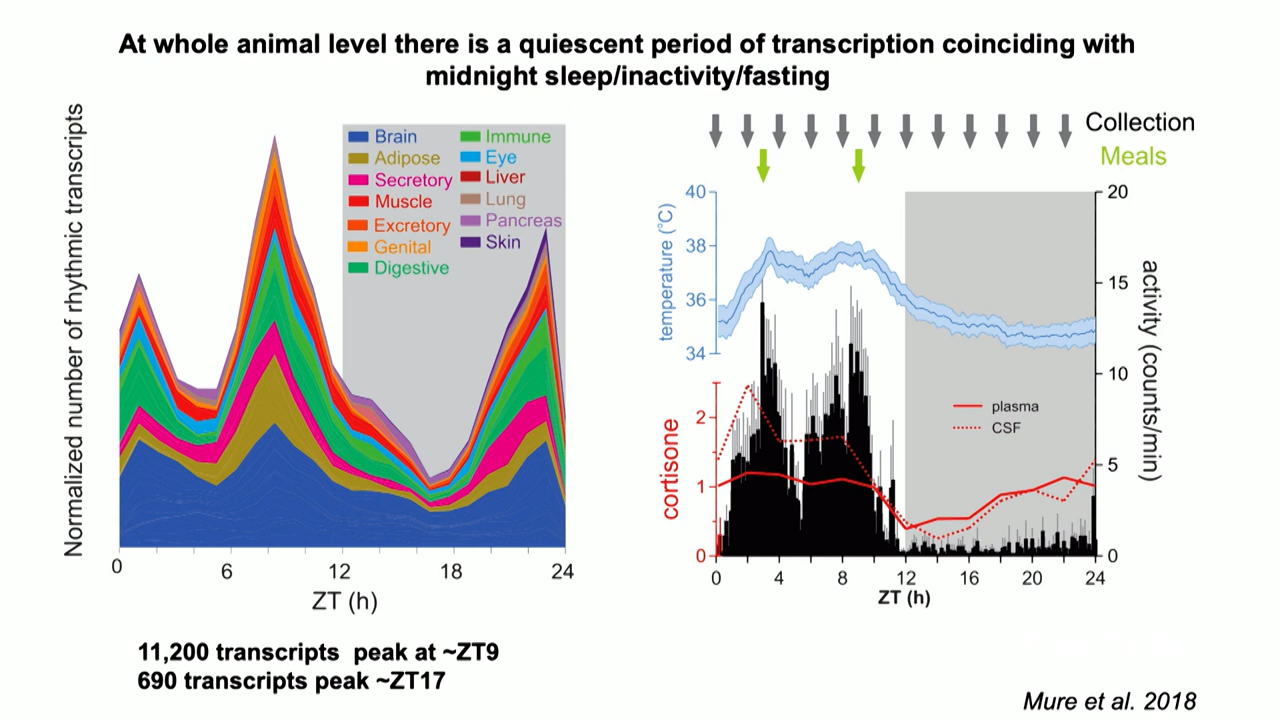 At whole animal level there is a quiescent period of transcription coinciding with
midnight sleep/inactivity/fasting
Normalized number of rhythmic transcripts
Brain
Adipose
Secretory
Muscle
Excretory
Genital
Digestive
Immune
Eye
Liver
Lung
Pancreas
Skin
0 6 12 18 24
ZT (h)
11,200 transcripts peak at ~ZT9
690 transcripts peak ~ZT17
Collection
Meals
temperature (°C)
40
38
36
34
cortisone
2
1
0
plasma
CSF
20
15
10
5
0
activity (counts/min)
0 4 8 12 16 20 24
ZT (h)
Mure et al. 2018